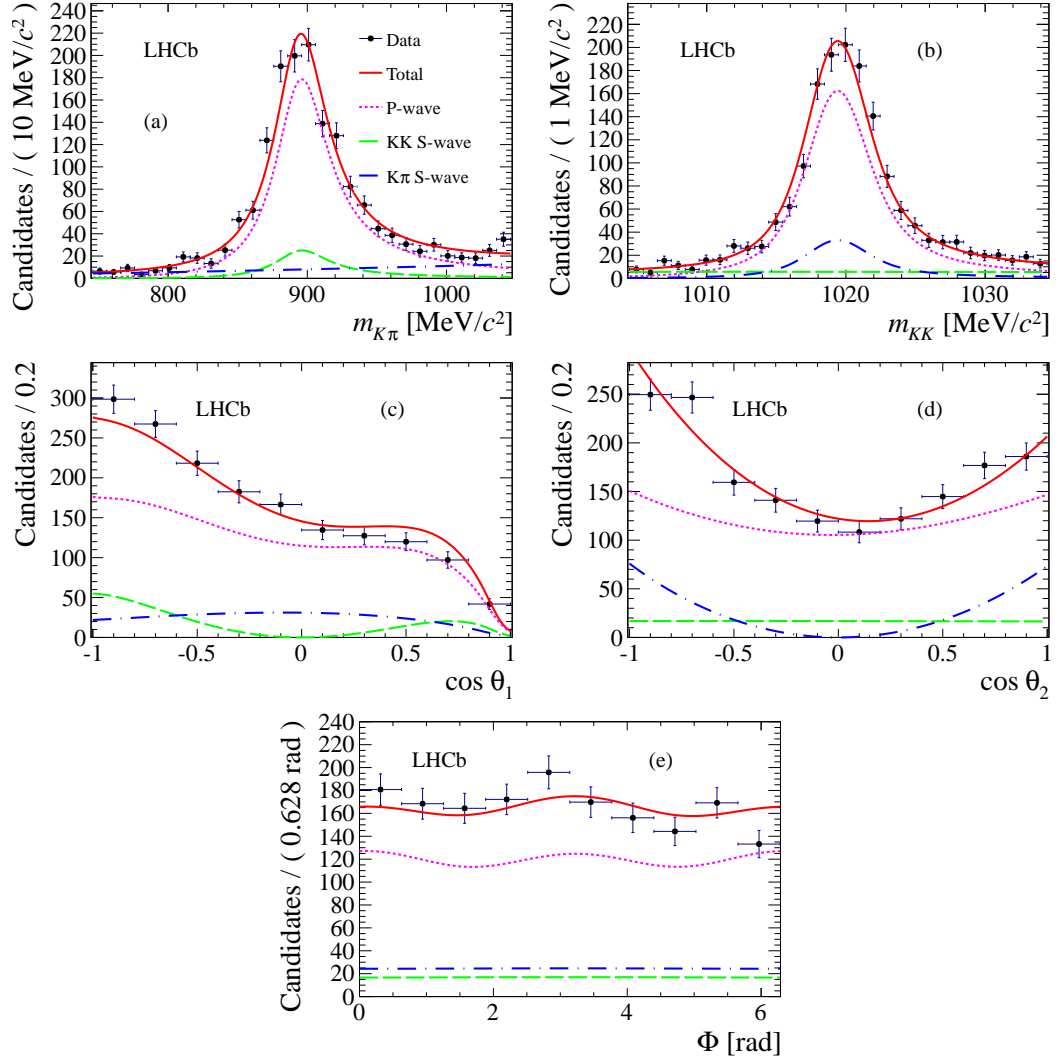 Candidates / ( 10 MeV/c²)
220
200
180
160
140
120
100
80
60
40
20
0
LHCb
(a)
Data
Total
P-wave
KK S-wave
Kπ S-wave
800 900 1000
m_{Kπ} [MeV/c²]
Candidates / ( 1 MeV/c²)
220
200
180
160
140
120
100
80
60
40
20
0
LHCb
(b)
1010 1020 1030
m_{KK} [MeV/c²]
Candidates / 0.2
300
250
200
150
100
50
0
LHCb
(c)
-1 -0.5 0 0.5 1
cos θ₁
Candidates / 0.2
250
200
150
100
50
0
LHCb
(d)
-1 -0.5 0 0.5 1
cos θ₂
Candidates / ( 0.628 rad )
240
220
200
180
160
140
120
100
80
60
40
20
0
LHCb
(e)
0 2 4 6
Φ [rad]